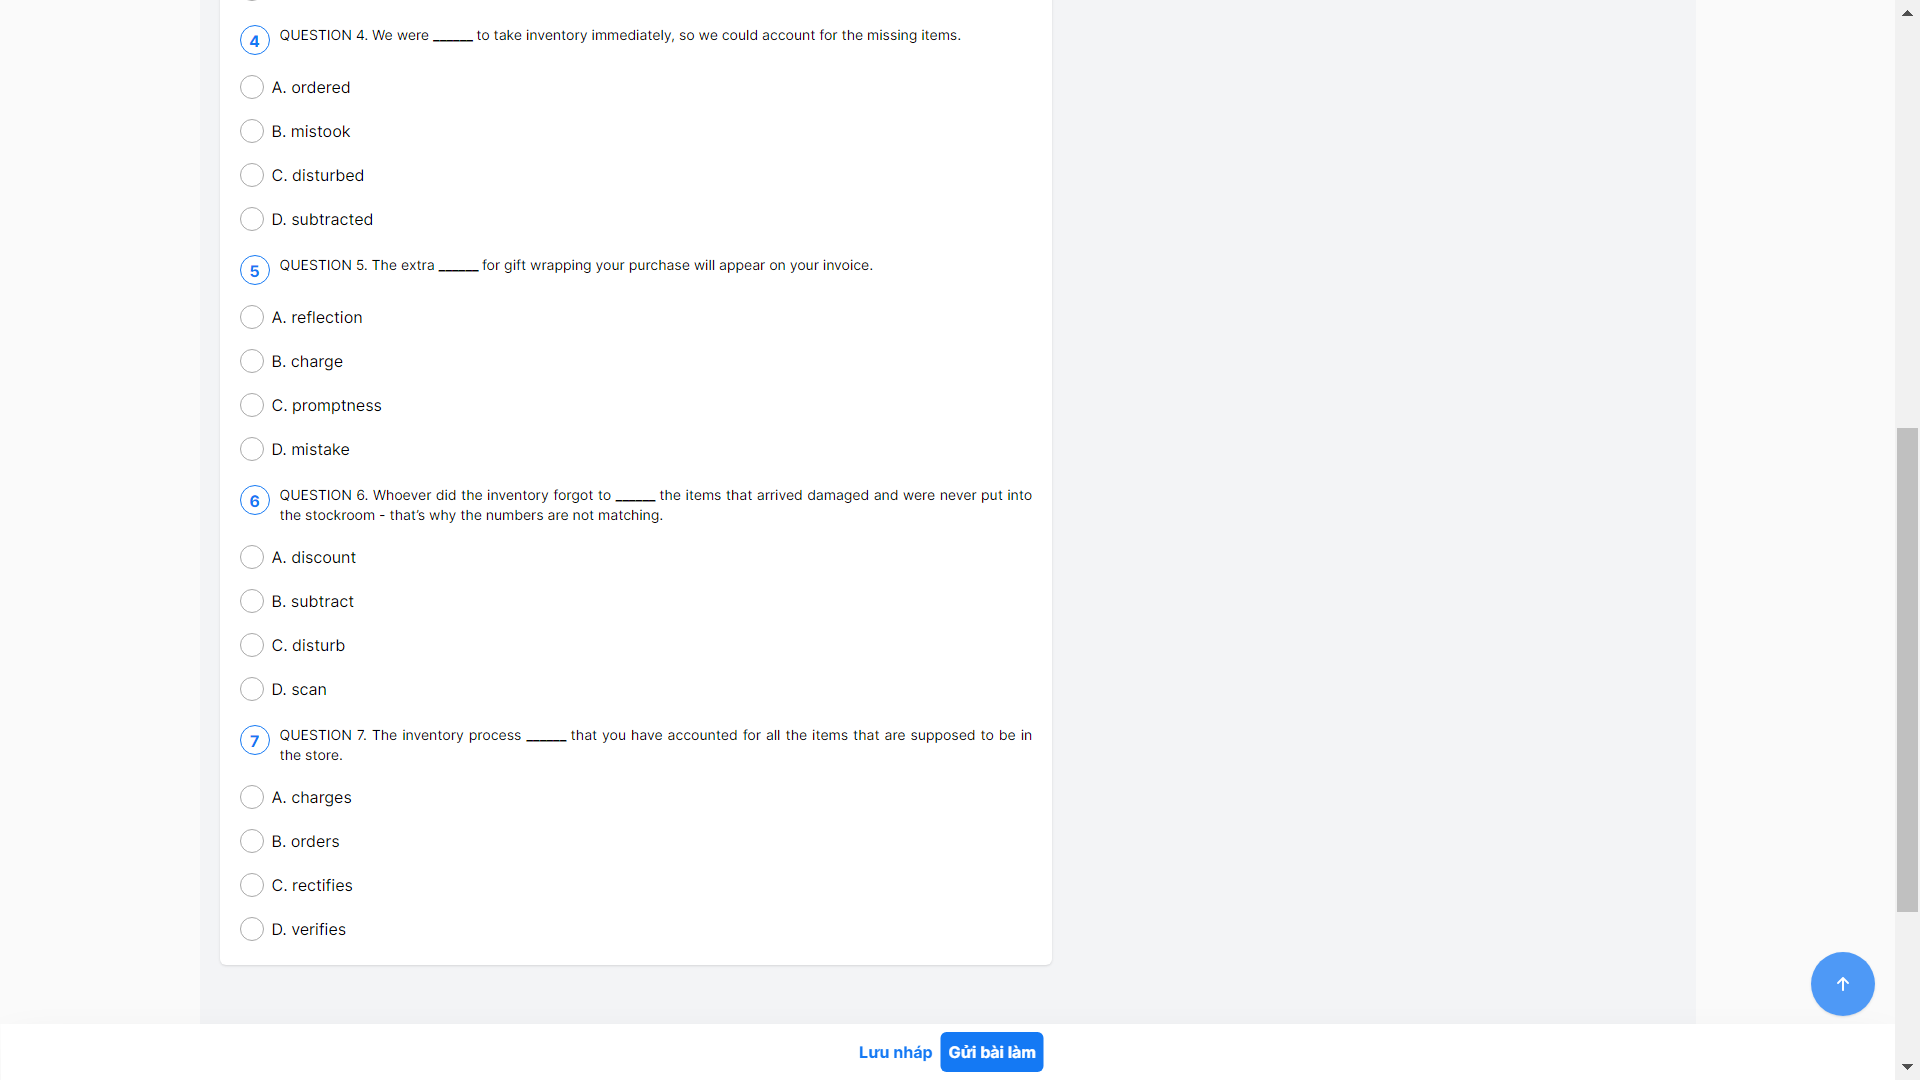 4 QUESTION 4. We were ______ to take inventory immediately, so we could account for the missing items.
A. ordered
B. mistook
C. disturbed
D. subtracted
5 QUESTION 5. The extra ______ for gift wrapping your purchase will appear on your invoice.
A. reflection
B. charge
C. promptness
D. mistake
6 QUESTION 6. Whoever did the inventory forgot to ______ the items that arrived damaged and were never put into
the stockroom - that's why the numbers are not matching.
A. discount
B. subtract
C. disturb
D. scan
7 QUESTION 7. The inventory process ______ that you have accounted for all the items that are supposed to be in
the store.
A. charges
B. orders
C. rectifies
D. verifies
Lưu nháp Gửi bài làm